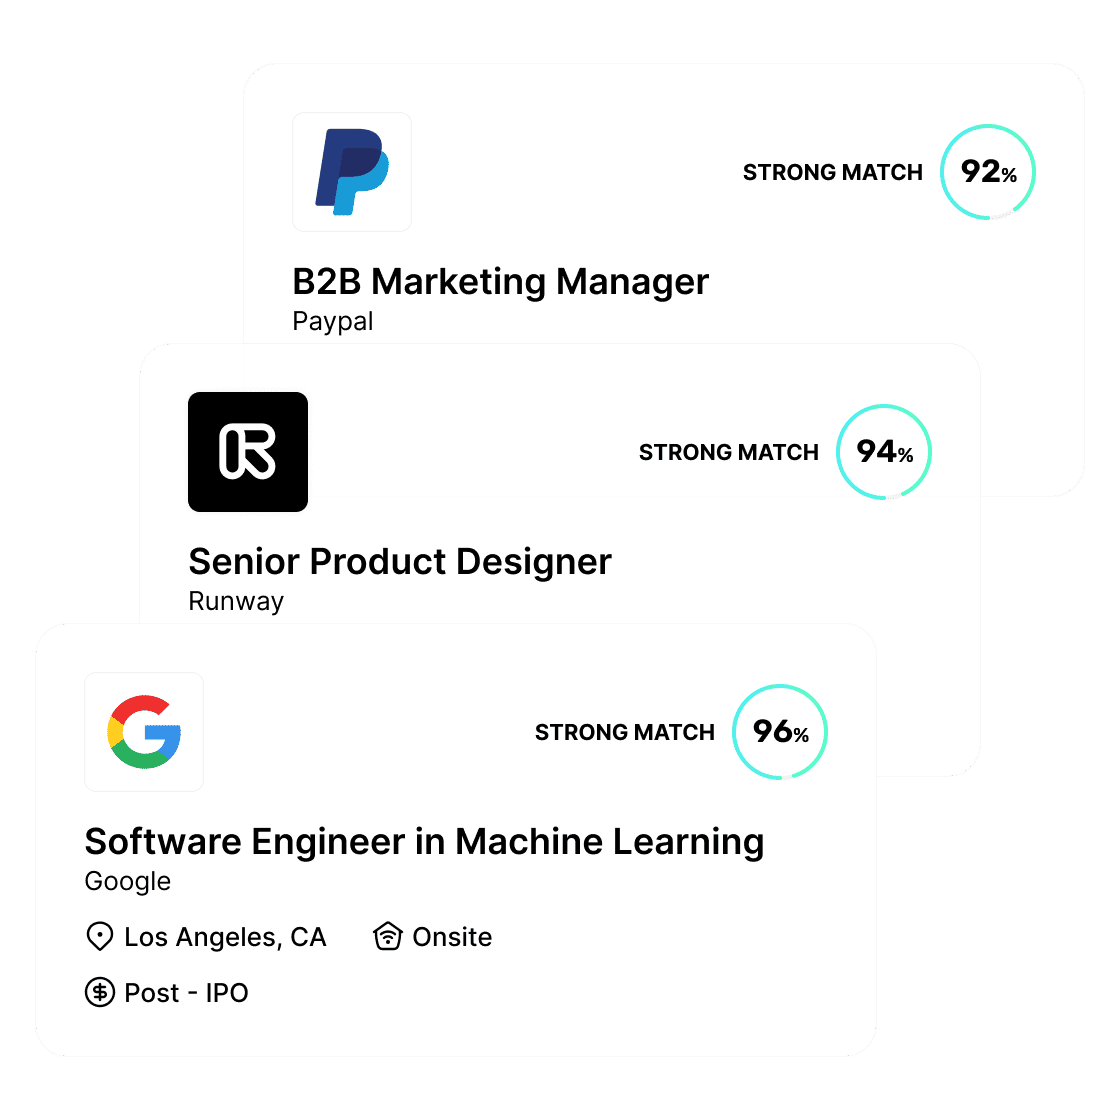 STRONG MATCH 92%
B2B Marketing Manager
Paypal
STRONG MATCH 94%
Senior Product Designer
Runway
STRONG MATCH 96%
Software Engineer in Machine Learning
Google
Los Angeles, CA Onsite
Post - IPO